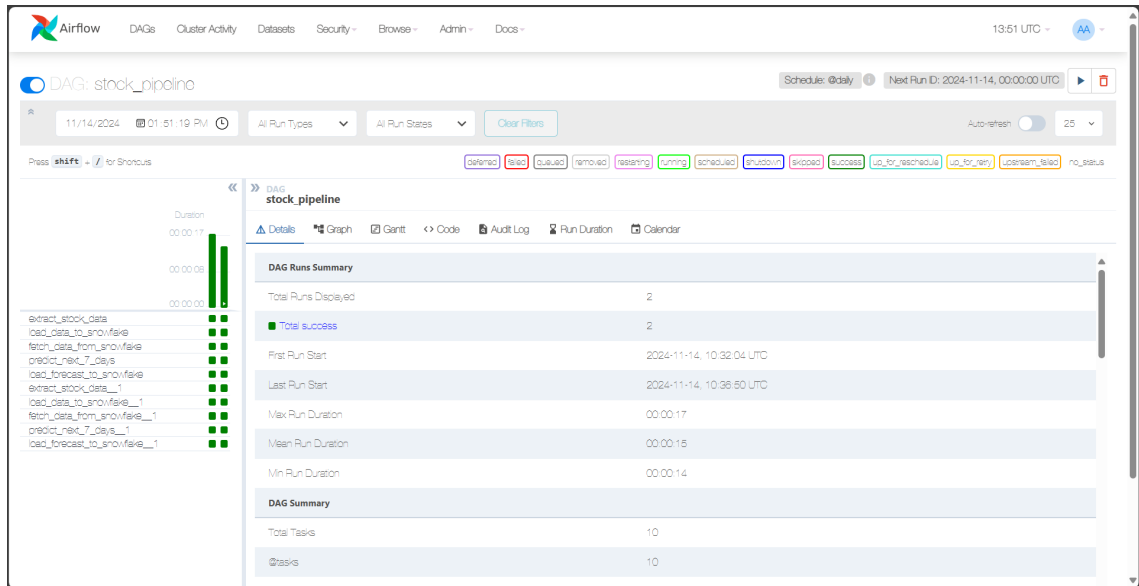 Airflow DAGs Cluster Activity Datasets Security Browse Admin Docs 13:51 UTC AA
DAG: stock_pipeline Schedule: @daily Next Run ID: 2024-11-14, 00:00:00 UTC
11/14/2024 01:51:19 PM All Run Types All Run States Clear Filters Auto-refresh 25
Press shift + / for Shortcuts deferred failed queued removed restarting running scheduled shutdown skipped success up_for_reschedule up_for_retry upstream_failed no_status
DAG
stock_pipeline
Duration
00:00:17
00:00:08
00:00:00
extract_stock_data
load_data_to_snowflake
fetch_data_from_snowflake
predict_next_7_days
load_forecast_to_snowflake
extract_stock_data__1
load_data_to_snowflake__1
fetch_data_from_snowflake__1
predict_next_7_days__1
load_forecast_to_snowflake__1
Details Graph Gantt Code Audit Log Run Duration Calendar
DAG Runs Summary
Total Runs Displayed 2
Total success 2
First Run Start 2024-11-14, 10:32:04 UTC
Last Run Start 2024-11-14, 10:36:50 UTC
Max Run Duration 00:00:17
Mean Run Duration 00:00:15
Min Run Duration 00:00:14
DAG Summary
Total Tasks 10
@tasks 10